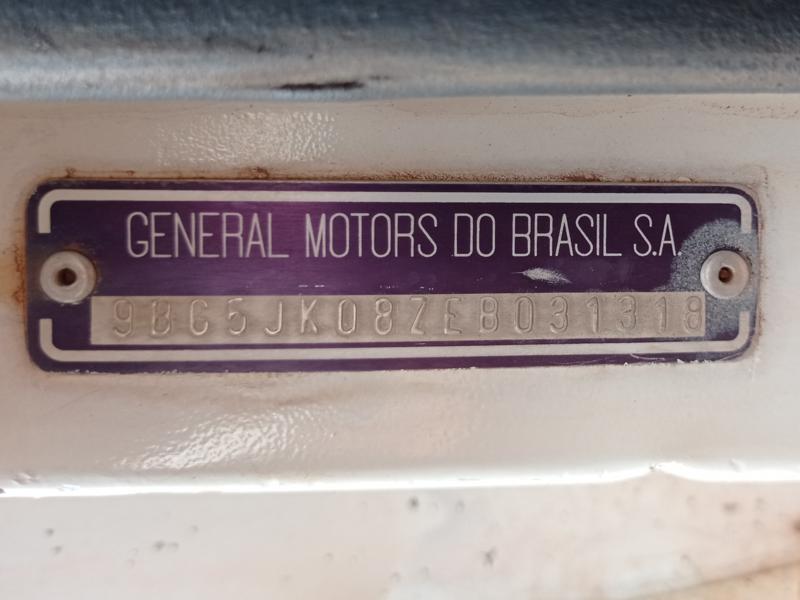 GENERAL MOTORS DO BRASIL S.A.
9BG5JK08ZEB031318